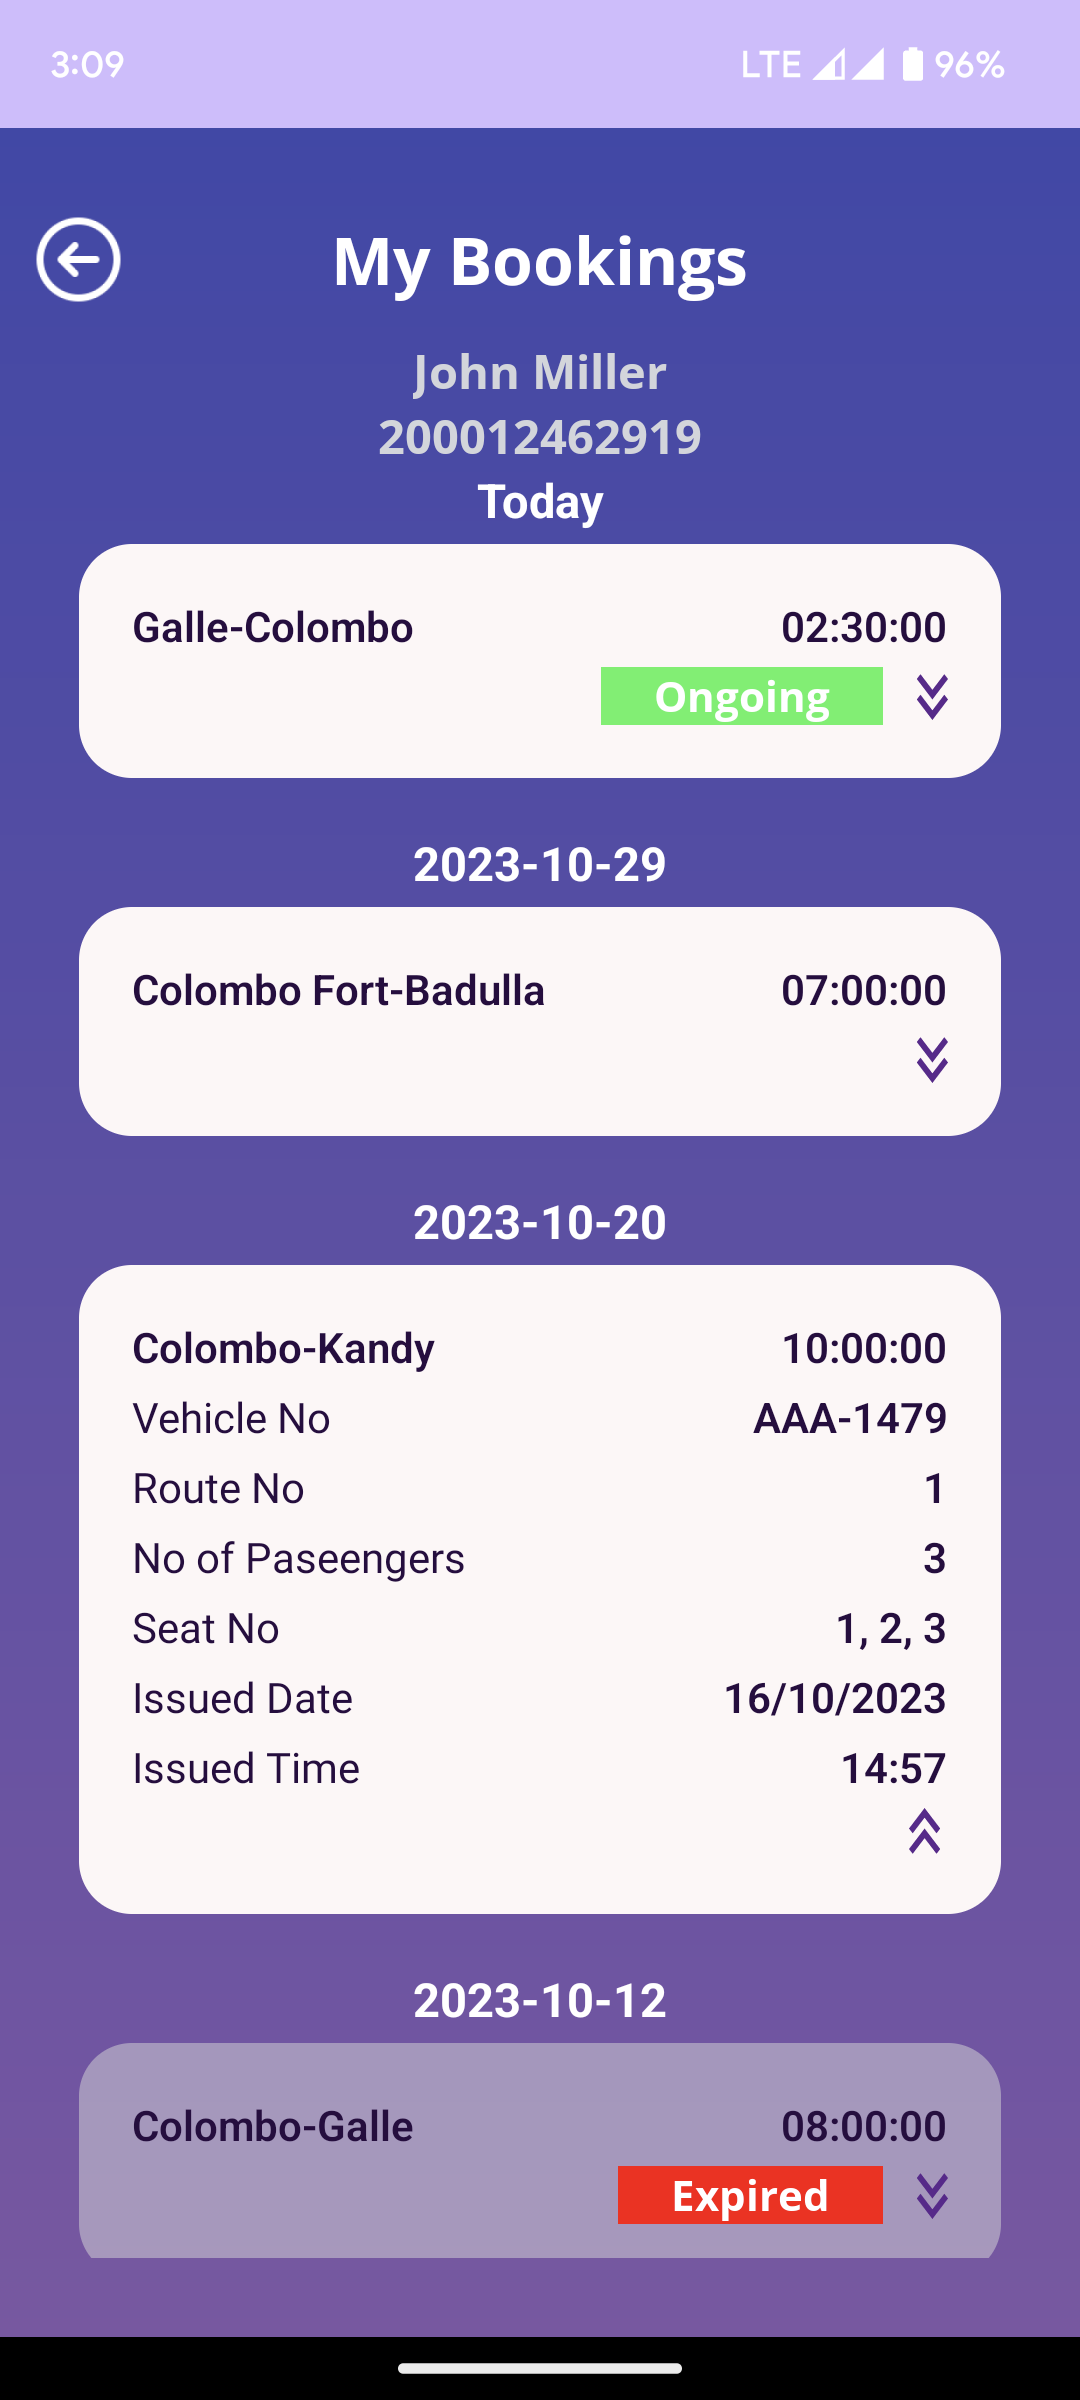 3:09 LTE 96%
My Bookings
John Miller
200012462919
Today
Galle-Colombo 02:30:00
Ongoing
2023-10-29
Colombo Fort-Badulla 07:00:00
2023-10-20
Colombo-Kandy 10:00:00
Vehicle No AAA-1479
Route No 1
No of Paseengers 3
Seat No 1, 2, 3
Issued Date 16/10/2023
Issued Time 14:57
2023-10-12
Colombo-Galle 08:00:00
Expired